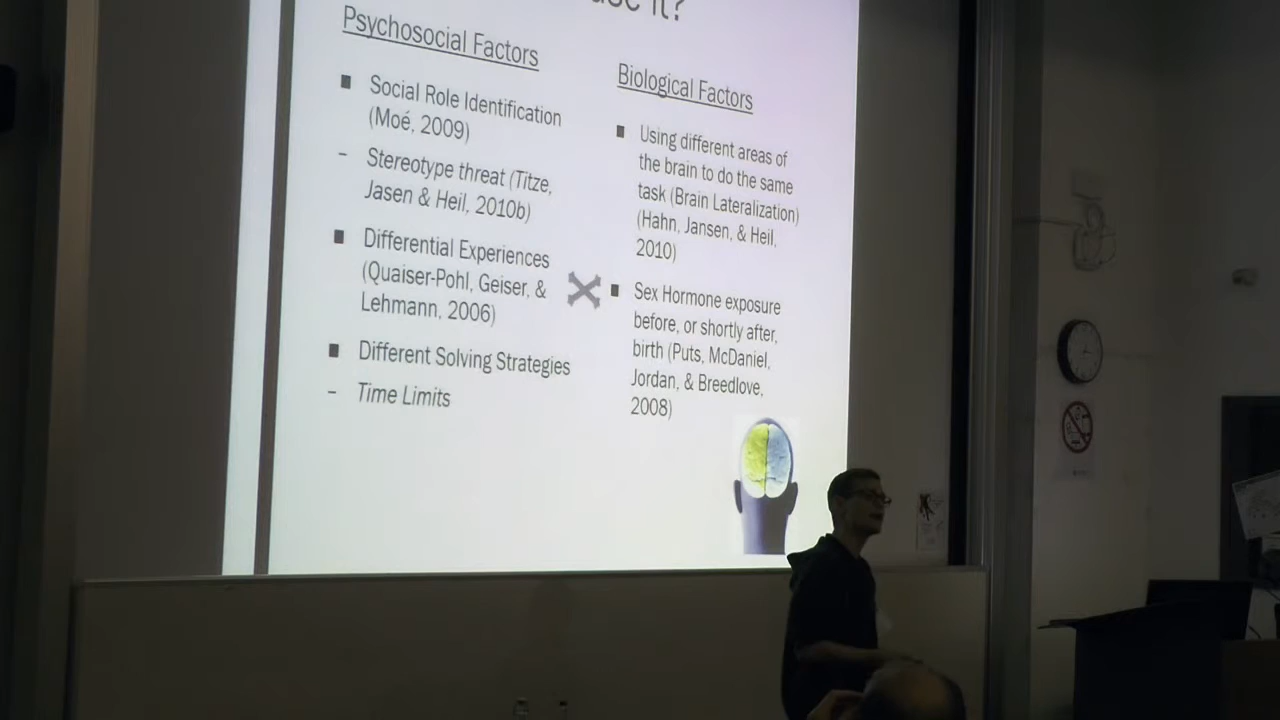 use it?
Psychosocial Factors
■ Social Role Identification
(Moé, 2009)
– Stereotype threat (Titze,
Jasen & Heil, 2010b)
■ Differential Experiences
(Quaiser-Pohl, Geiser, &
Lehmann, 2006)
■ Different Solving Strategies
– Time Limits
Biological Factors
■ Using different areas of
the brain to do the same
task (Brain Lateralization)
(Hahn, Jansen, & Heil,
2010)
■ Sex Hormone exposure
before, or shortly after,
birth (Puts, McDaniel,
Jordan, & Breedlove,
2008)